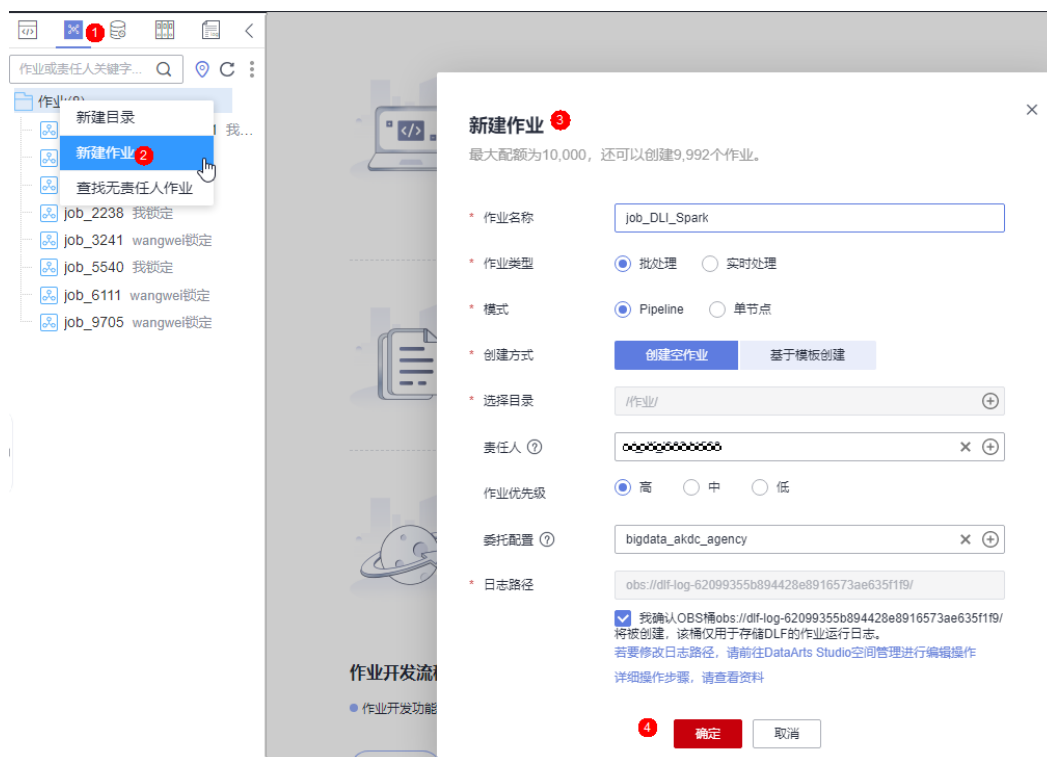 1
作业或责任人关键字...
作业(8)
新建目录
1 我...
新建作业 2
查找无责任人作业
job_2238 我锁定
job_3241 wangwei锁定
job_5540 我锁定
job_6111 wangwei锁定
job_9705 wangwei锁定
作业开发流
作业开发功能
新建作业 3
最大配额为10,000，还可以创建9,992个作业。
* 作业名称 job_DLI_Spark
* 作业类型 批处理 实时处理
* 模式 Pipeline 单节点
* 创建方式 创建空作业 基于模板创建
* 选择目录 /作业/
责任人
作业优先级 高 中 低
委托配置 bigdata_akdc_agency
* 日志路径 obs://dlf-log-62099355b894428e8916573ae635f1f9/
我确认OBS桶obs://dlf-log-62099355b894428e8916573ae635f1f9/
将被创建，该桶仅用于存储DLF的作业运行日志。
若要修改日志路径，请前往DataArts Studio空间管理进行编辑操作
详细操作步骤，请查看资料
4 确定 取消